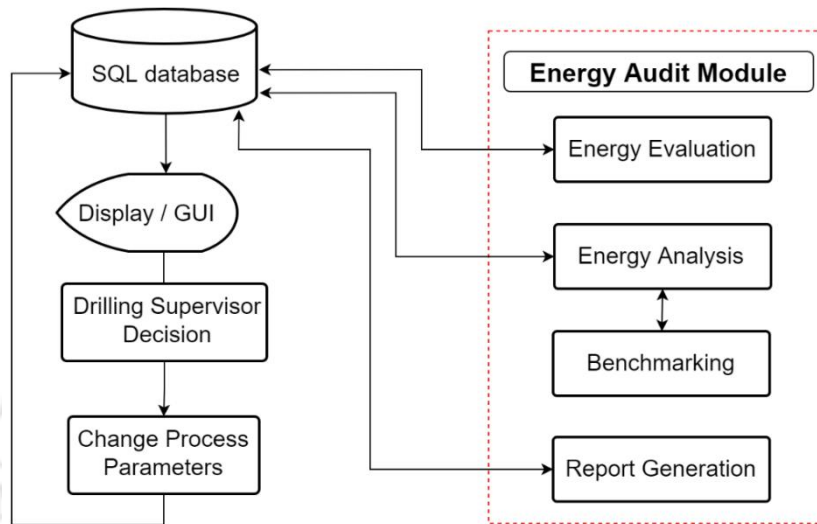 SQL database
Display / GUI
Drilling Supervisor
Decision
Change Process
Parameters
Energy Audit Module
Energy Evaluation
Energy Analysis
Benchmarking
Report Generation